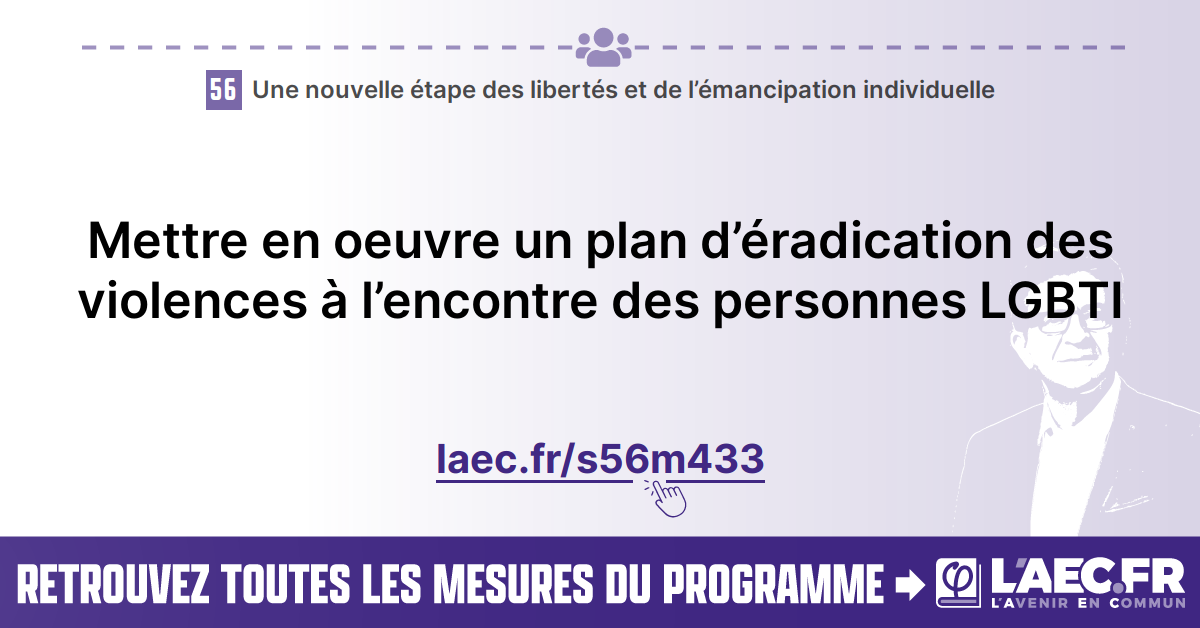 56 Une nouvelle étape des libertés et de l’émancipation individuelle
Mettre en oeuvre un plan d’éradication des
violences à l’encontre des personnes LGBTI
laec.fr/s56m433
RETROUVEZ TOUTES LES MESURES DU PROGRAMME
φ L’AEC.FR
L’AVENIR EN COMMUN